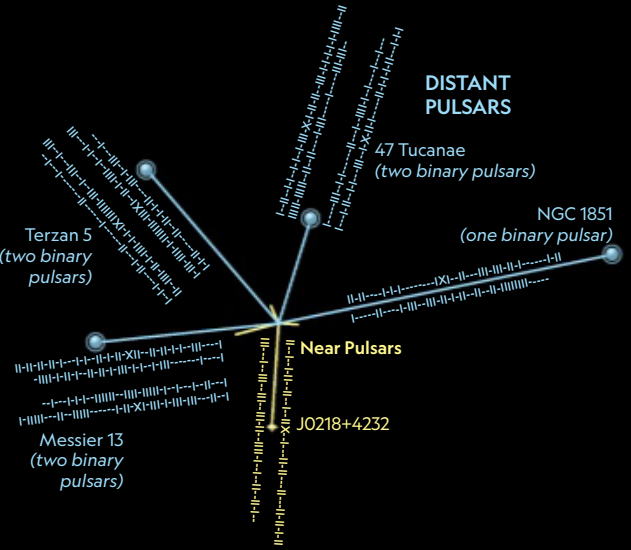 DISTANT
PULSARS
47 Tucanae
(two binary pulsars)
NGC 1851
(one binary pulsar)
Terzan 5
(two binary
pulsars)
Near Pulsars
J0218+4232
Messier 13
(two binary
pulsars)